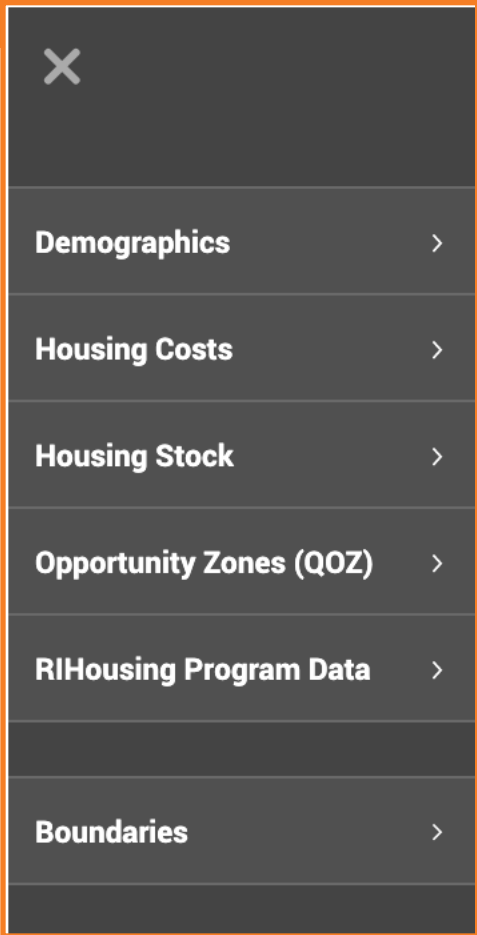 Demographics
Housing Costs
Housing Stock
Opportunity Zones (QOZ)
RIHousing Program Data
Boundaries